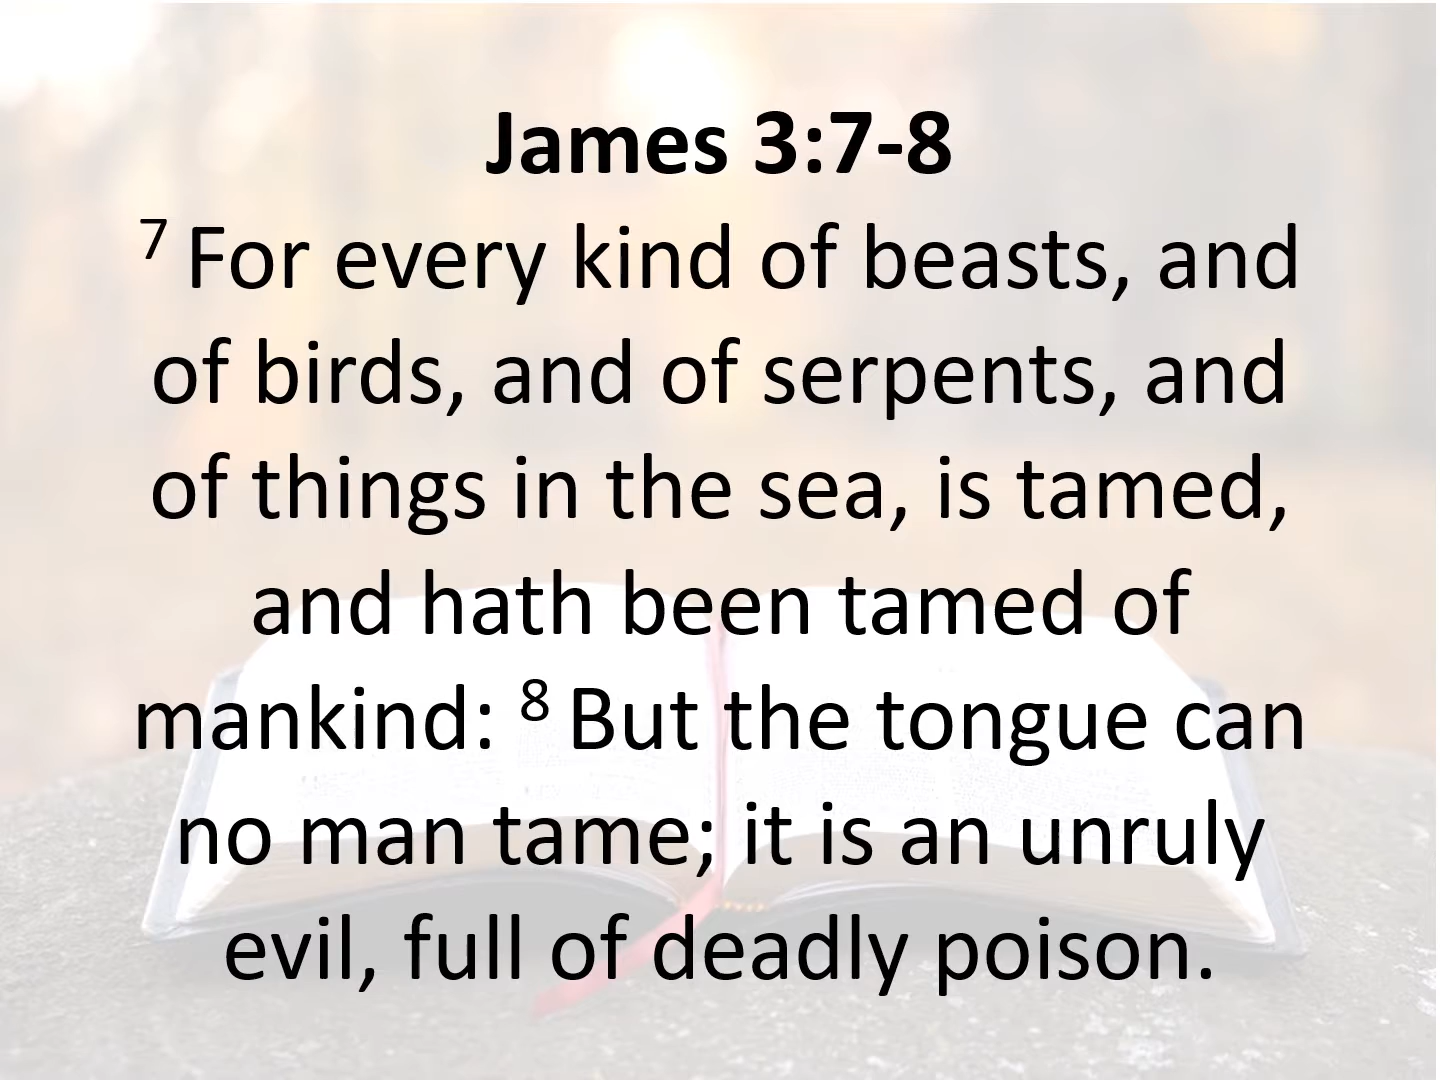 James 3:7-8
7 For every kind of beasts, and
of birds, and of serpents, and
of things in the sea, is tamed,
and hath been tamed of
mankind: 8 But the tongue can
no man tame; it is an unruly
evil, full of deadly poison.